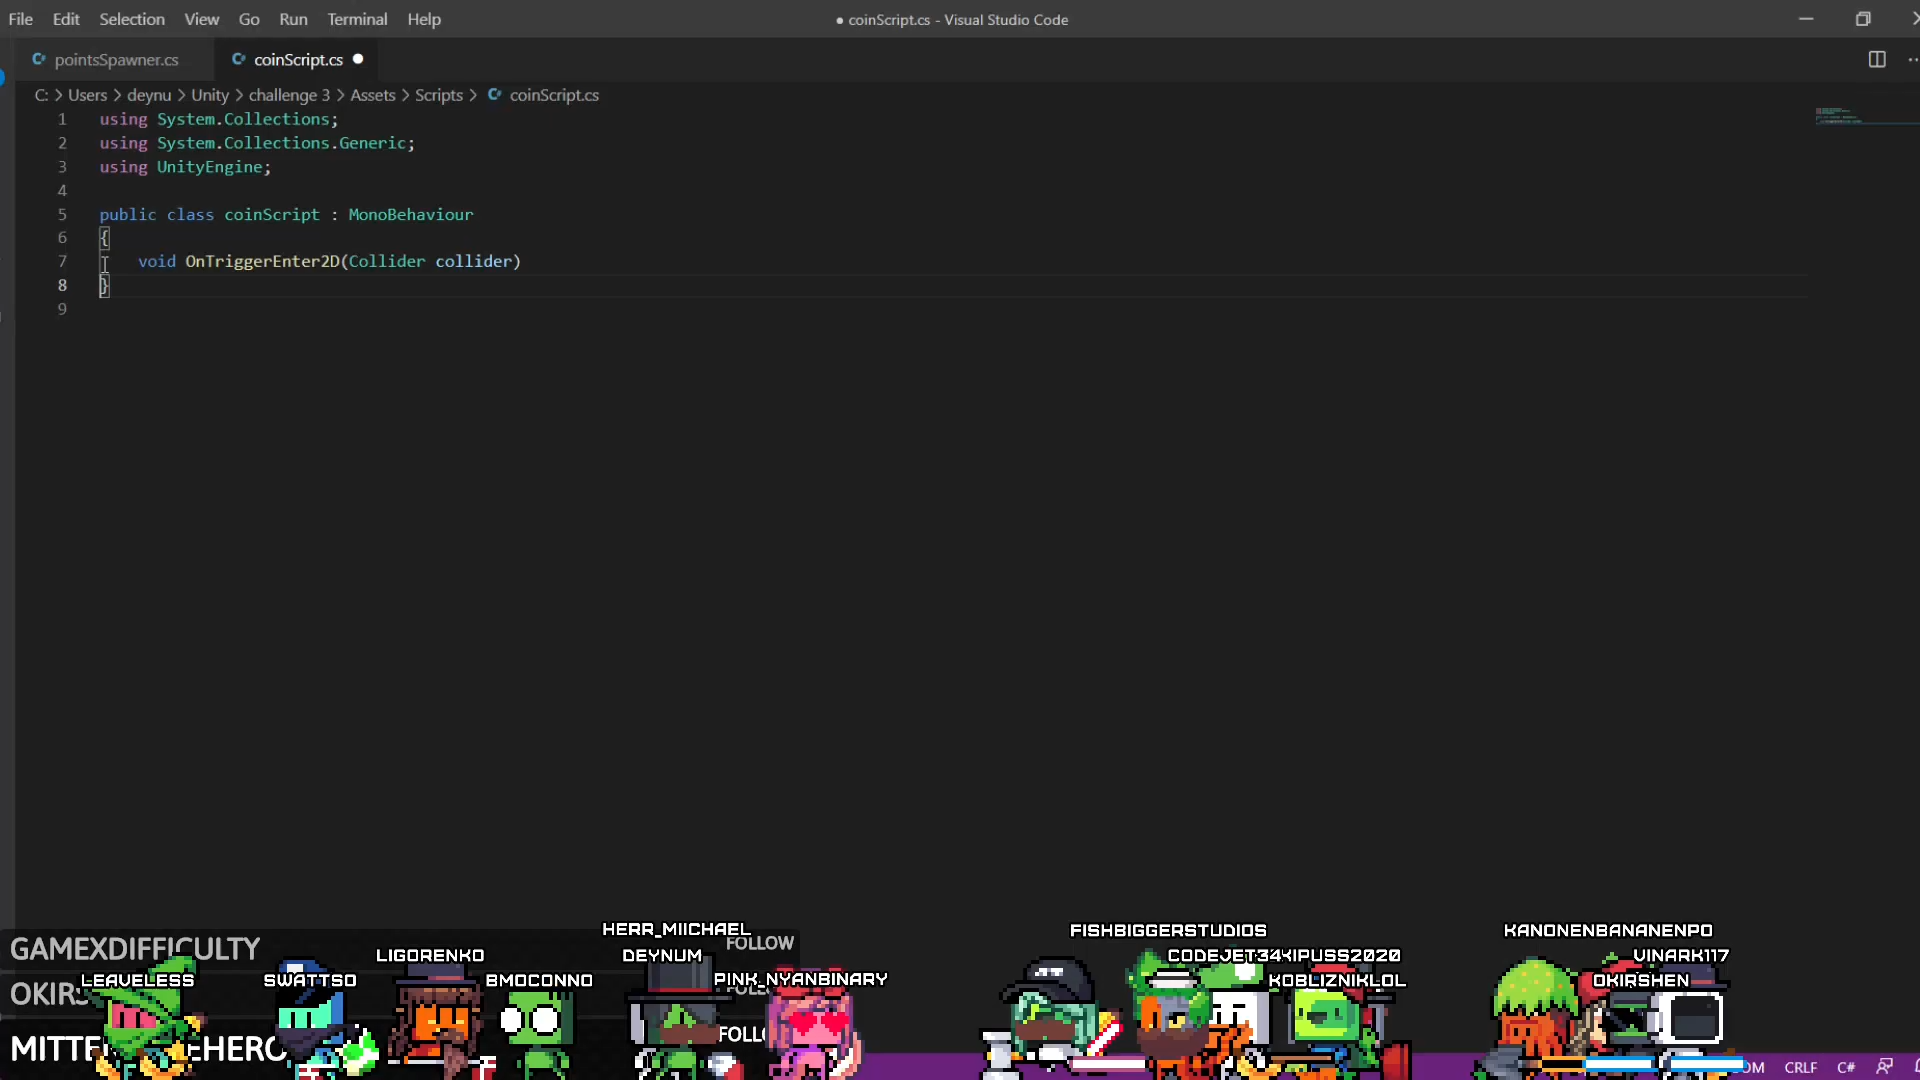 File Edit Selection View Go Run Terminal Help
● coinScript.cs - Visual Studio Code
pointsSpawner.cs
coinScript.cs
C: > Users > deynu > Unity > challenge 3 > Assets > Scripts > coinScript.cs
1 using System.Collections;
2 using System.Collections.Generic;
3 using UnityEngine;
4
5 public class coinScript : MonoBehaviour
6 {
7 void OnTriggerEnter2D(Collider collider)
8 }
9
HERR_MIICHAEL
FISHBIGGERSTUDIOS
KANONENBANANENPO
GAMEXDIFFICULTY
FOLLOW
LIGORENKO
DEYNUM
VINARK117
LEAVELESS
SWATTSO
BMOCONNO
PINK_NYANBINARY
KOBLIZNIKLOL
OKIRSHEN
CRLF
C#